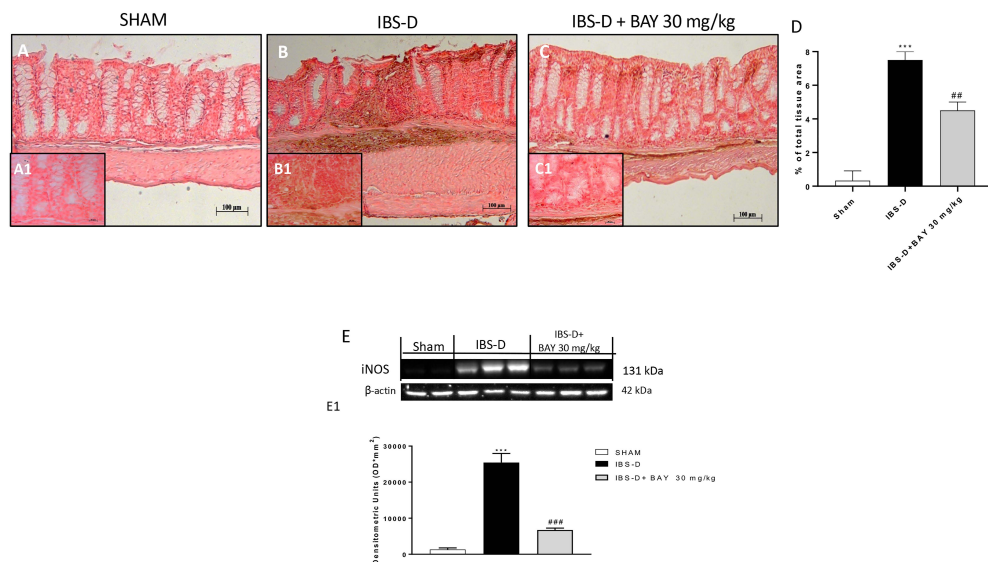 SHAM
IBS-D
IBS-D + BAY 30 mg/kg
D
A
B
C
A1
B1
C1
100 µm
100 µm
100 µm
% of total tissue area
8
6
4
2
0
***
##
Sham
IBS-D
IBS-D+BAY 30 mg/kg
E
Sham
IBS-D
IBS-D+
BAY 30 mg/kg
iNOS
131 kDa
β-actin
42 kDa
E1
Densitometric Units (OD*mm²)
30000
20000
10000
0
***
###
SHAM
IBS-D
IBS-D+ BAY 30 mg/kg